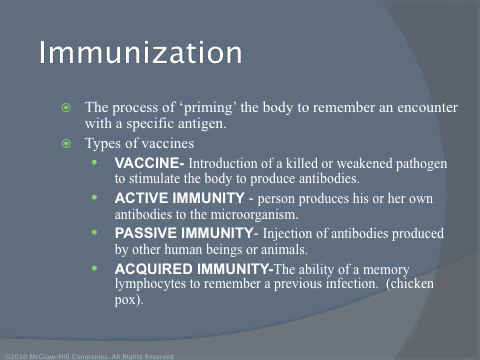 Immunization
The process of ‘priming’ the body to remember an encounter
with a specific antigen.
Types of vaccines
VACCINE- Introduction of a killed or weakened pathogen
to stimulate the body to produce antibodies.
ACTIVE IMMUNITY - person produces his or her own
antibodies to the microorganism.
PASSIVE IMMUNITY- Injection of antibodies produced
by other human beings or animals.
ACQUIRED IMMUNITY-The ability of a memory
lymphocytes to remember a previous infection.  (chicken
pox).
©2010 McGraw-Hill Companies. All Rights Reserved